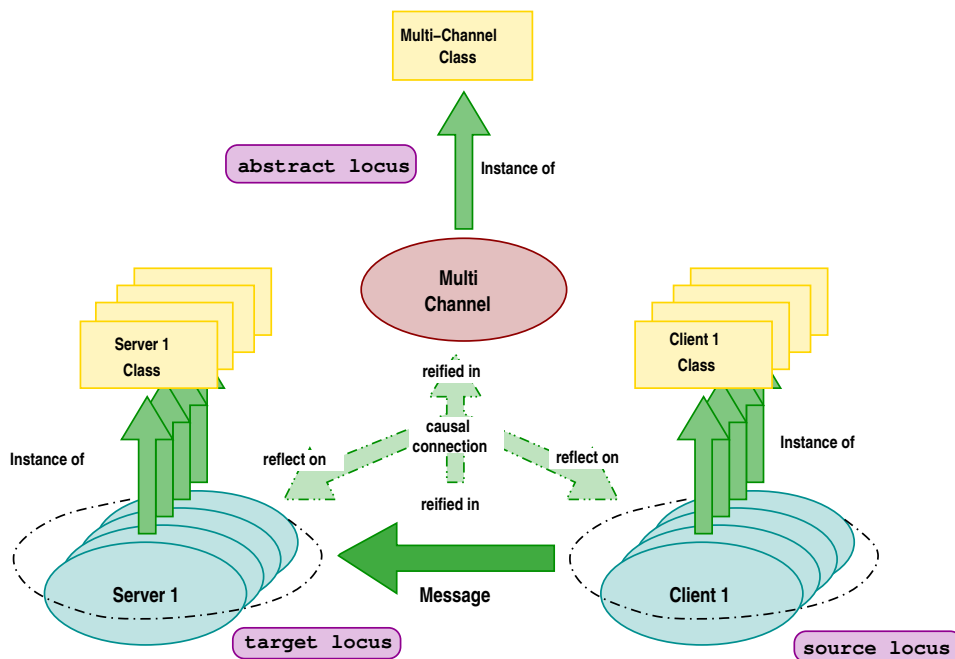 Multi–Channel
Class
abstract locus
Instance of
Multi
Channel
Server 1
Class
Client 1
Class
reified in
causal
connection
reflect on
reflect on
Instance of
Instance of
reified in
Server 1
Message
Client 1
target locus
source locus